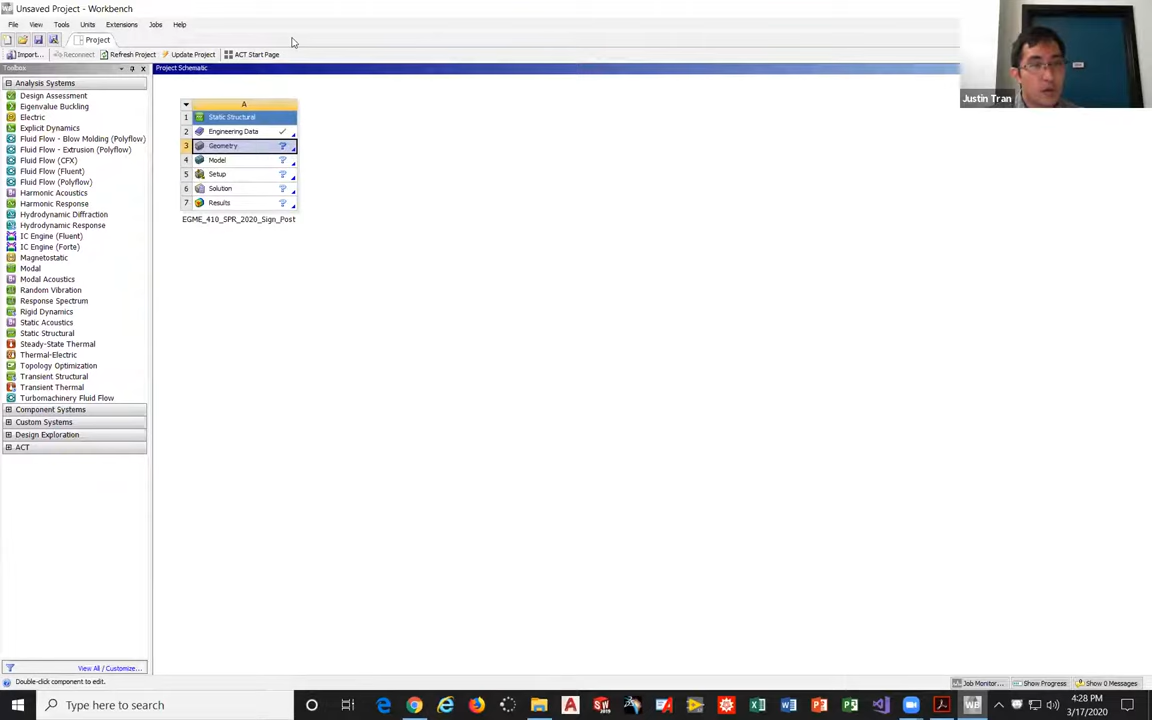 Unsaved Project - Workbench
File View Tools Units Extensions Jobs Help
Project
Import... Reconnect Refresh Project Update Project ACT Start Page
Toolbox
Project Schematic
Justin Tran
Analysis Systems
Design Assessment
Eigenvalue Buckling
Electric
Explicit Dynamics
Fluid Flow - Blow Molding (Polyflow)
Fluid Flow - Extrusion (Polyflow)
Fluid Flow (CFX)
Fluid Flow (Fluent)
Fluid Flow (Polyflow)
Harmonic Acoustics
Harmonic Response
Hydrodynamic Diffraction
Hydrodynamic Response
IC Engine (Fluent)
IC Engine (Forte)
Magnetostatic
Modal
Modal Acoustics
Random Vibration
Response Spectrum
Rigid Dynamics
Static Acoustics
Static Structural
Steady-State Thermal
Thermal-Electric
Topology Optimization
Transient Structural
Transient Thermal
Turbomachinery Fluid Flow
Component Systems
Custom Systems
Design Exploration
ACT
A
1 Static Structural
2 Engineering Data
3 Geometry
4 Model
5 Setup
6 Solution
7 Results
EGME_410_SPR_2020_Sign_Post
View All / Customize...
Double-click component to edit.
Job Monitor... Show Progress Show 0 Messages
Type here to search
4:28 PM
3/17/2020